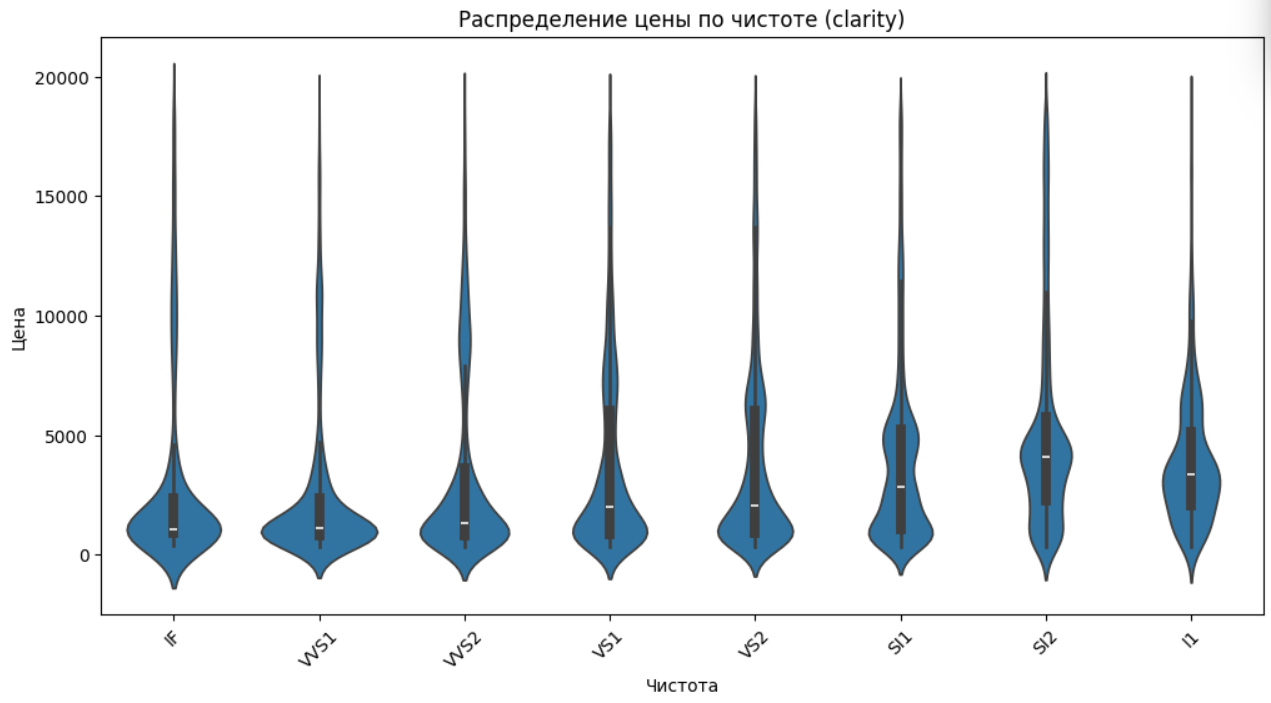 Распределение цены по чистоте (clarity)
20000
15000
10000
5000
0
Цена
IF
VVS1
VVS2
VS1
VS2
SI1
SI2
I1
Чистота